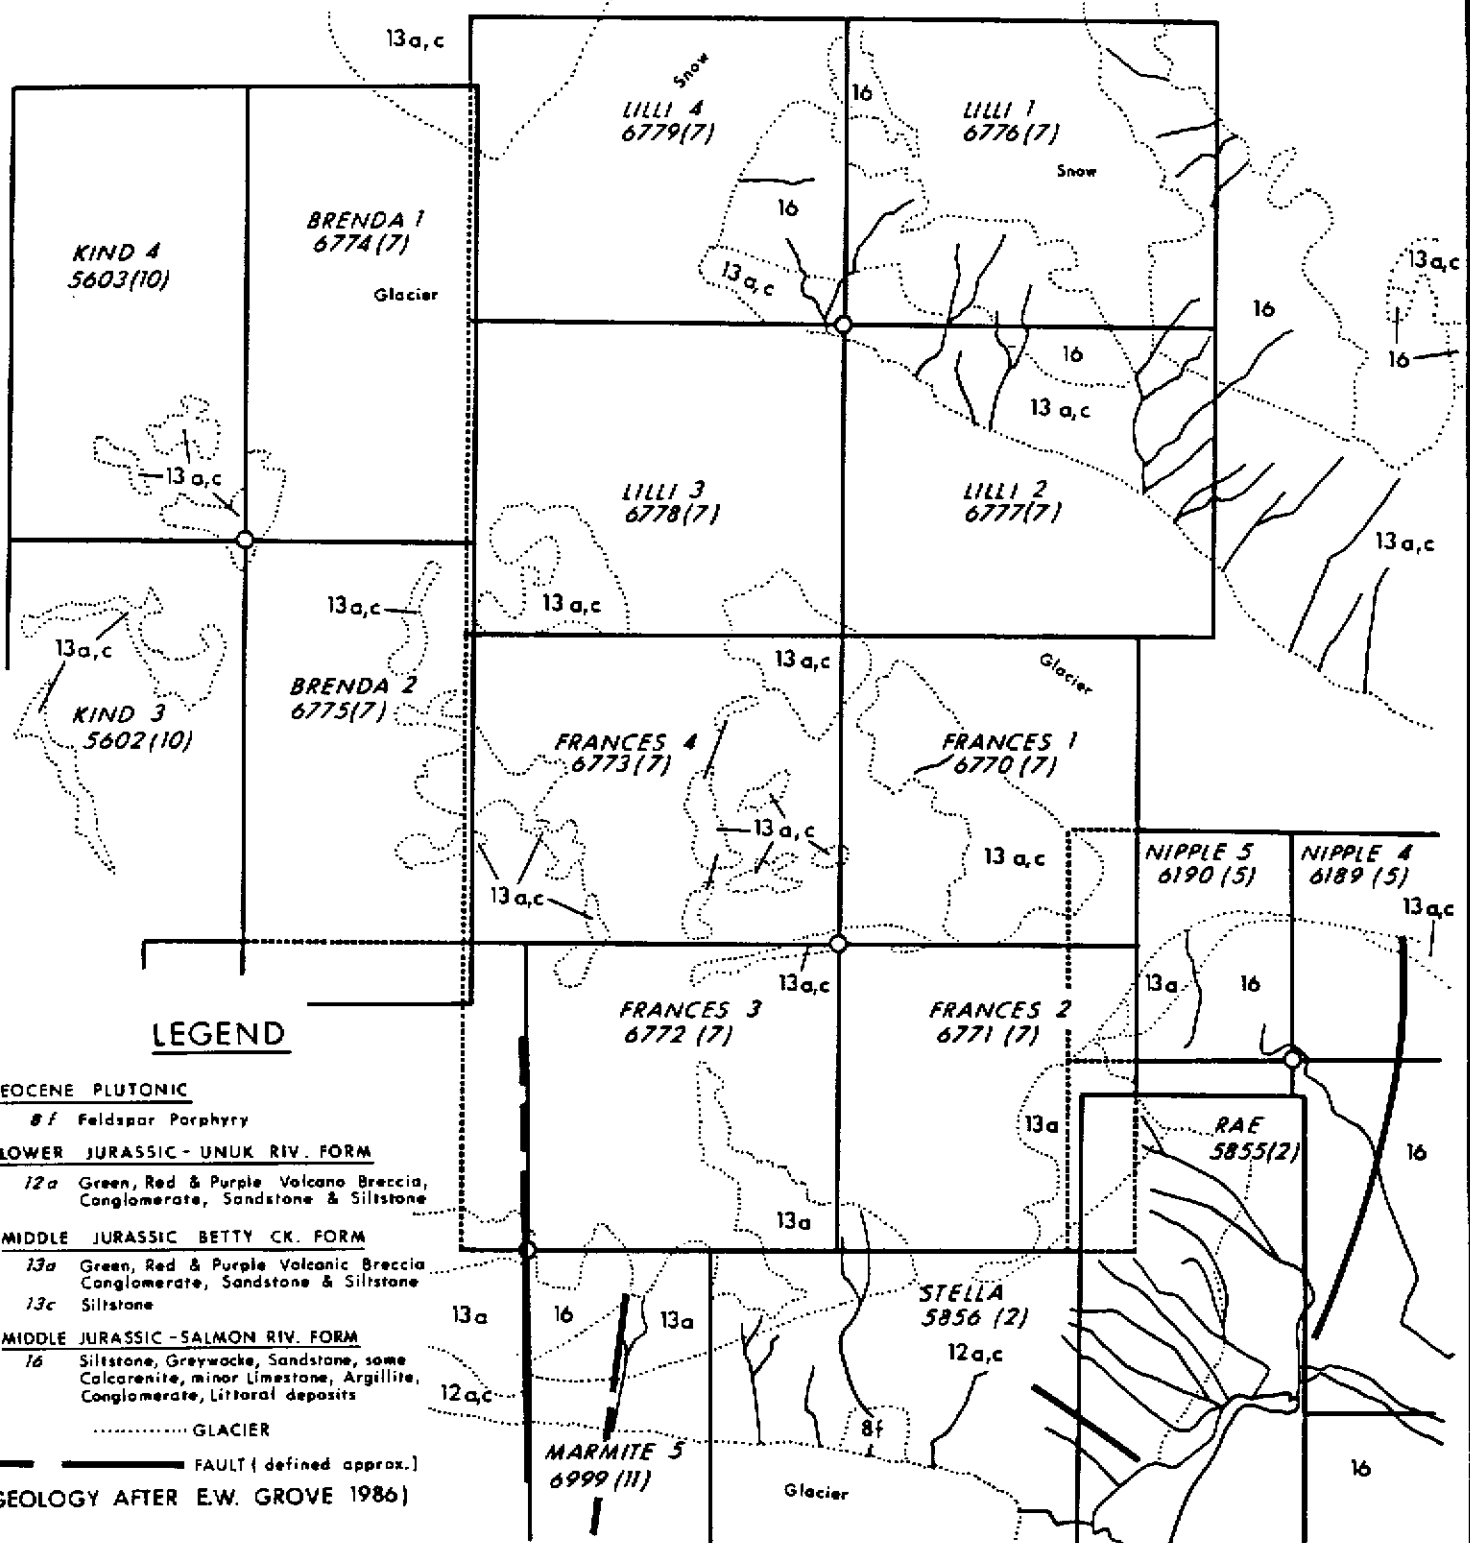 13a,c
Snow
LILLI 4
6779(7)
16
LILLI 1
6776(7)
Snow
16
BRENDA 1
6774(7)
KIND 4
5603(10)
Glacier
13a,c
13a,c
16
16
16
13a,c
13a,c
LILLI 3
6778(7)
LILLI 2
6777(7)
13a,c
13a,c
13a,c
13a,c
13a,c
Glacier
BRENDA 2
6775(7)
KIND 3
5602(10)
FRANCES 4
6773(7)
FRANCES 1
6770(7)
13a,c
13a,c
13a,c
NIPPLE 5
6190 (5)
NIPPLE 4
6189 (5)
13a,c
13a,c
13a
16
FRANCES 3
6772 (7)
FRANCES 2
6771 (7)
13a
RAE
5855(2)
16
13a
13a
16
13a
STELLA
5856 (2)
12a,c
12a,c
8f
MARMITE 5
6999 (11)
Glacier
16
LEGEND
EOCENE PLUTONIC
8f Feldspar Porphyry
LOWER JURASSIC - UNUK RIV. FORM
12a Green, Red & Purple Volcano Breccia,
Conglomerate, Sandstone & Siltstone
MIDDLE JURASSIC BETTY CK. FORM
13a Green, Red & Purple Volcanic Breccia
Conglomerate, Sandstone & Siltstone
13c Siltstone
MIDDLE JURASSIC - SALMON RIV. FORM
16 Siltstone, Greywacke, Sandstone, some
Calcarenite, minor Limestone, Argillite,
Conglomerate, Littoral deposits
GLACIER
FAULT ( defined approx.)
GEOLOGY AFTER E.W. GROVE 1986)